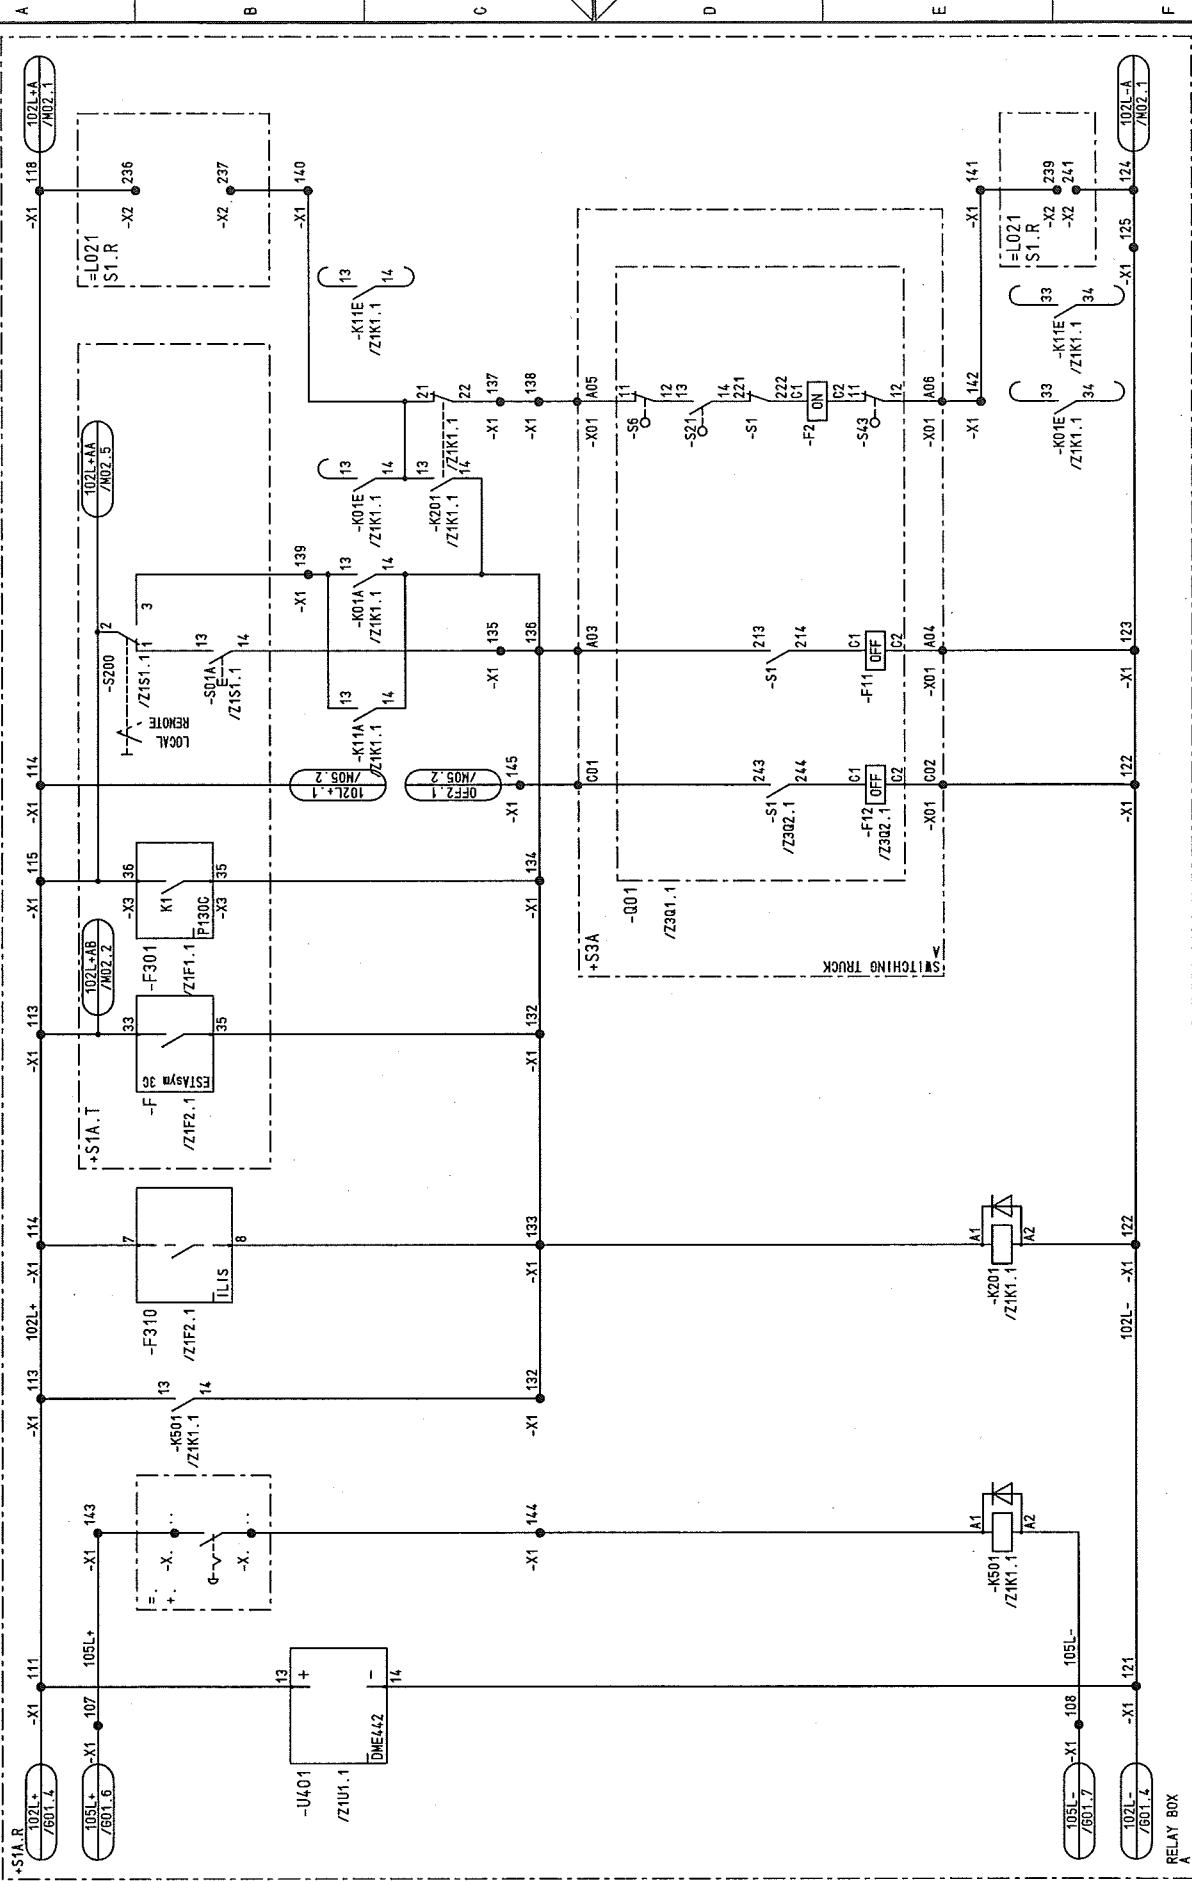 A
B
C
D
E
F
+S1A.R
102L+
/G01.4
105L+
/G01.6
-X1
111
-X1
107
105L+
-X1
143
=.
+.
-X.
..
-X.
..
-X1
144
-U401
/Z1U1.1
13
+
-
14
DME442
-K501
/Z1K1.1
A1
A2
105L-
/G01.7
-X1
108
105L-
102L-
/G01.4
-X1
121
RELAY BOX
A
-X1
113
102L+
-K501
/Z1K1.1
13
14
-X1
132
-X1
114
-F310
/Z1F2.1
7
8
ILIS
-X1
133
-K201
/Z1K1.1
A1
A2
102L-
-X1
122
+S1A.T
-X1
113
102L+AB
/M02.2
-F
/Z1F2.1
33
35
ESTAsym 3G
-X1
132
-X1
115
-F301
/Z1F1.1
-X3
36
K1
-X3
35
P130C
-X1
134
-X1
114
102L+.1
/M05.2
OFF2.1
/M05.2
-X1
145
LOCAL
REMOTE
-S200
/Z1S1.1
2
1
3
-S01A
/Z1S1.1
13
14
102L+AA
/M02.5
-X1
139
-K11A
/Z1K1.1
13
14
-K01A
/Z1K1.1
13
14
-X1
135
136
-K01E
/Z1K1.1
13
14
-K201
/Z1K1.1
13
14
/Z1K1.1
21
22
-X1
137
-X1
138
-K11E
/Z1K1.1
13
14
-X1
118
102L+A
/M02.1
=L021
S1.R
-X2
236
-X2
237
-X1
140
+S3A
SWITCHING TRUCK
A
-Q01
/Z3Q1.1
C01
-S1
/Z3Q2.1
243
244
-F12
/Z3Q2.1
C1
OFF
C2
-X01
C02
-X1
122
A03
-S1
213
214
-F11
C1
OFF
C2
-X01
A04
-X1
123
-X01
A05
-S6
11
12
-S21
13
14
-S1
221
222
-F2
C1
ON
C2
-S43
11
12
-X01
A06
-X1
142
-X1
141
-K01E
/Z1K1.1
33
34
-K11E
/Z1K1.1
33
34
=L021
S1.R
-X2
239
-X2
241
-X1
125
124
102L-A
/M02.1